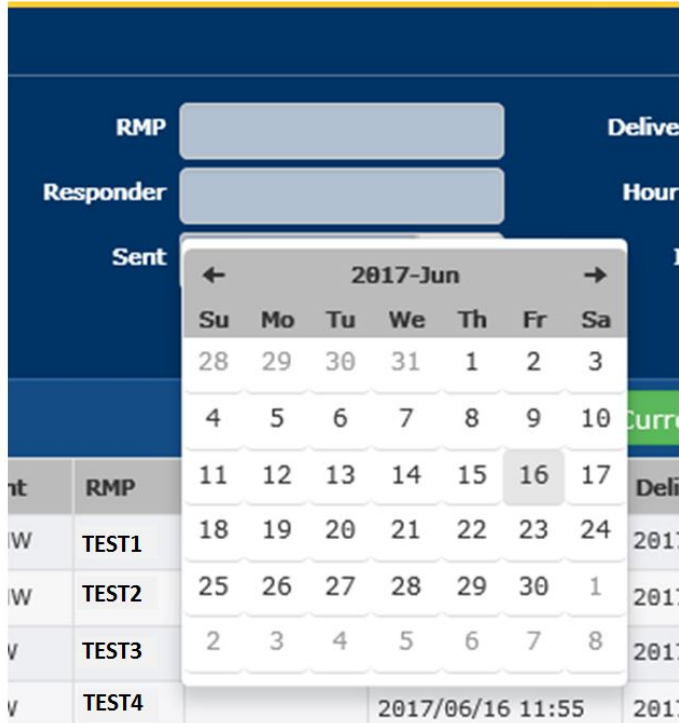 RMP
Responder
Sent
Hour
← 2017-Jun →
Su Mo Tu We Th Fr Sa
28 29 30 31 1 2 3
4 5 6 7 8 9 10
11 12 13 14 15 16 17
18 19 20 21 22 23 24
25 26 27 28 29 30 1
2 3 4 5 6 7 8
RMP
TEST1
TEST2
TEST3
TEST4 2017/06/16 11:55